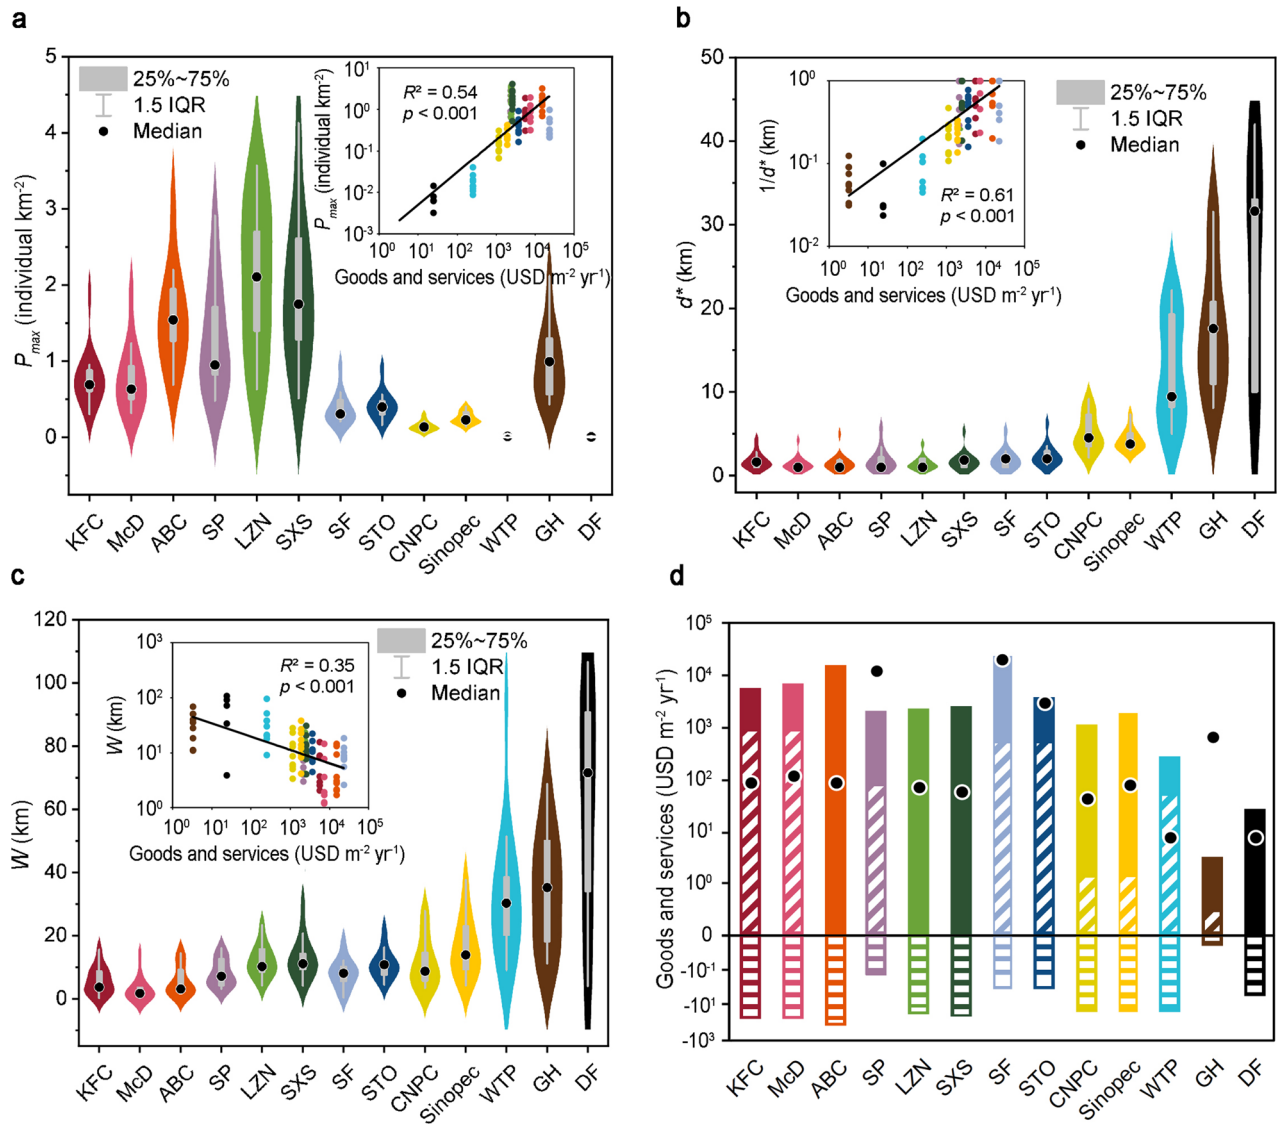 a
5
4
3
2
1
0
P_max (individual km⁻²)
25%~75%
1.5 IQR
Median
10¹
10⁰
10⁻¹
10⁻²
10⁻³
P_max (individual km⁻²)
R² = 0.54
p < 0.001
10⁰ 10¹ 10² 10³ 10⁴ 10⁵
Goods and services (USD m⁻² yr⁻¹)
KFC McD ABC SP LZN SXS SF STO CNPC Sinopec WTP GH DF
b
50
40
30
20
10
0
d* (km)
10⁰
10⁻¹
10⁻²
1/d* (km)
R² = 0.61
p < 0.001
10⁰ 10¹ 10² 10³ 10⁴ 10⁵
Goods and services (USD m⁻² yr⁻¹)
25%~75%
1.5 IQR
Median
KFC McD ABC SP LZN SXS SF STO CNPC Sinopec WTP GH DF
c
120
100
80
60
40
20
0
W (km)
10³
10²
10¹
10⁰
W (km)
R² = 0.35
p < 0.001
10⁰ 10¹ 10² 10³ 10⁴ 10⁵
Goods and services (USD m⁻² yr⁻¹)
25%~75%
1.5 IQR
Median
KFC McD ABC SP LZN SXS SF STO CNPC Sinopec WTP GH DF
d
10⁵
10⁴
10³
10²
10¹
10⁰
0
-10⁻¹
-10¹
-10³
Goods and services (USD m⁻² yr⁻¹)
KFC McD ABC SP LZN SXS SF STO CNPC Sinopec WTP GH DF